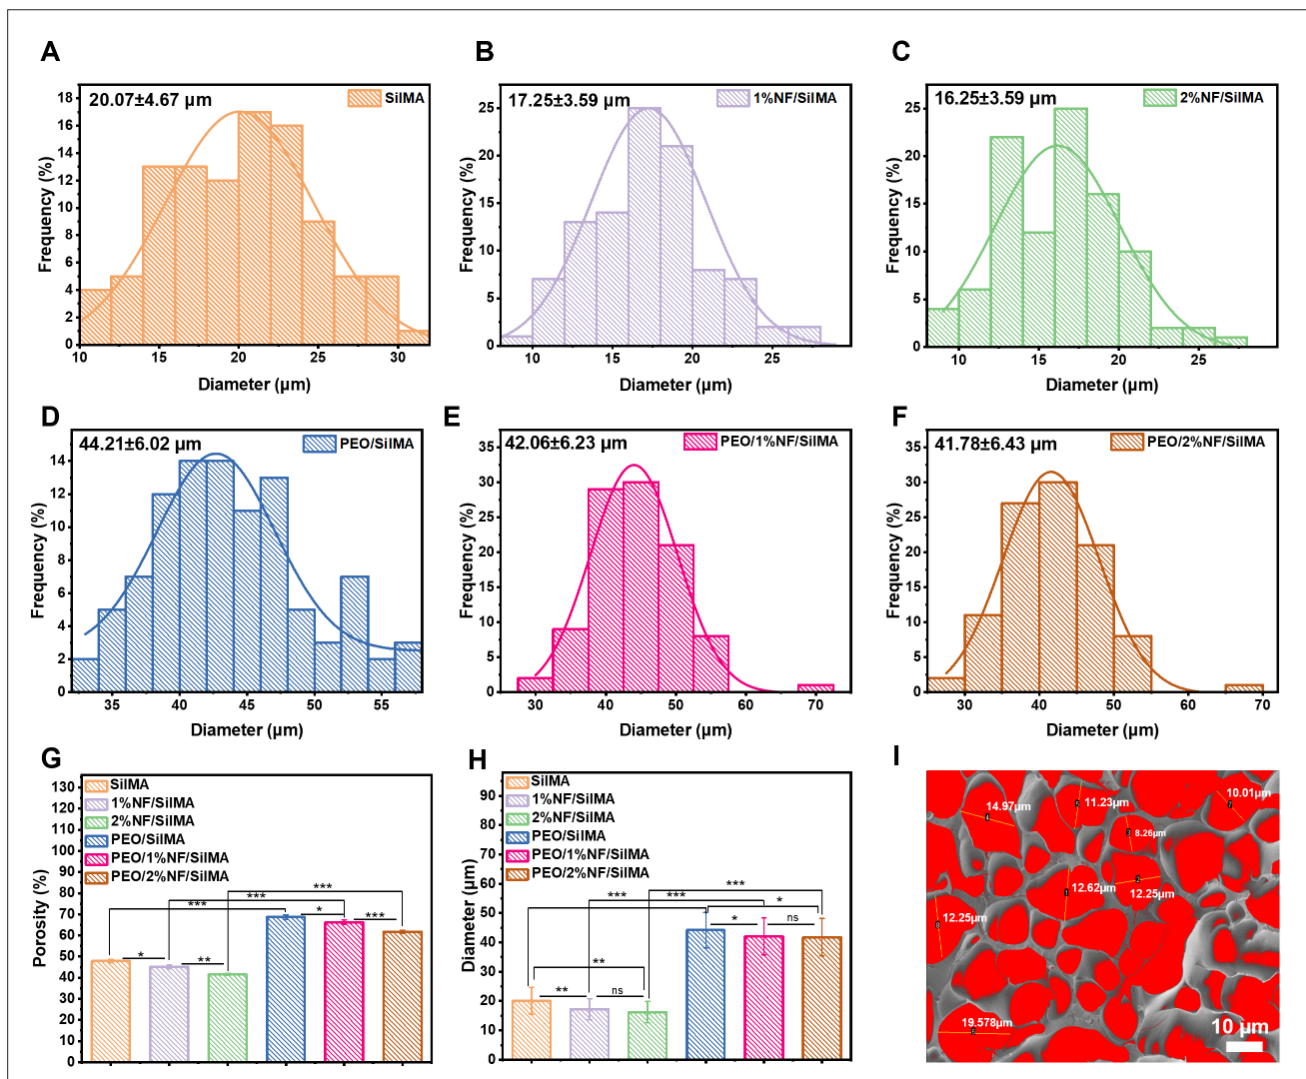 A
B
C
20.07±4.67 µm
SilMA
17.25±3.59 µm
1%NF/SilMA
16.25±3.59 µm
2%NF/SilMA
Frequency (%)
0
2
4
6
8
10
12
14
16
18
10
15
20
25
30
Diameter (µm)
Frequency (%)
0
5
10
15
20
25
10
15
20
25
Diameter (µm)
Frequency (%)
0
5
10
15
20
25
10
15
20
25
Diameter (µm)
D
E
F
44.21±6.02 µm
PEO/SilMA
42.06±6.23 µm
PEO/1%NF/SilMA
41.78±6.43 µm
PEO/2%NF/SilMA
Frequency (%)
0
2
4
6
8
10
12
14
35
40
45
50
55
Diameter (µm)
Frequency (%)
0
5
10
15
20
25
30
35
30
40
50
60
70
Diameter (µm)
Frequency (%)
0
5
10
15
20
25
30
35
30
40
50
60
70
Diameter (µm)
G
SilMA
1%NF/SilMA
2%NF/SilMA
PEO/SilMA
PEO/1%NF/SilMA
PEO/2%NF/SilMA
Porosity (%)
0
10
20
30
40
50
60
70
80
90
100
110
120
130
***
***
***
*
***
*
**
H
SilMA
1%NF/SilMA
2%NF/SilMA
PEO/SilMA
PEO/1%NF/SilMA
PEO/2%NF/SilMA
Diameter (µm)
0
10
20
30
40
50
60
70
80
90
***
***
***
*
*
ns
**
**
ns
I
14.97µm
11.23µm
10.01µm
8.26µm
12.62µm
12.25µm
12.25µm
19.578µm
10 µm